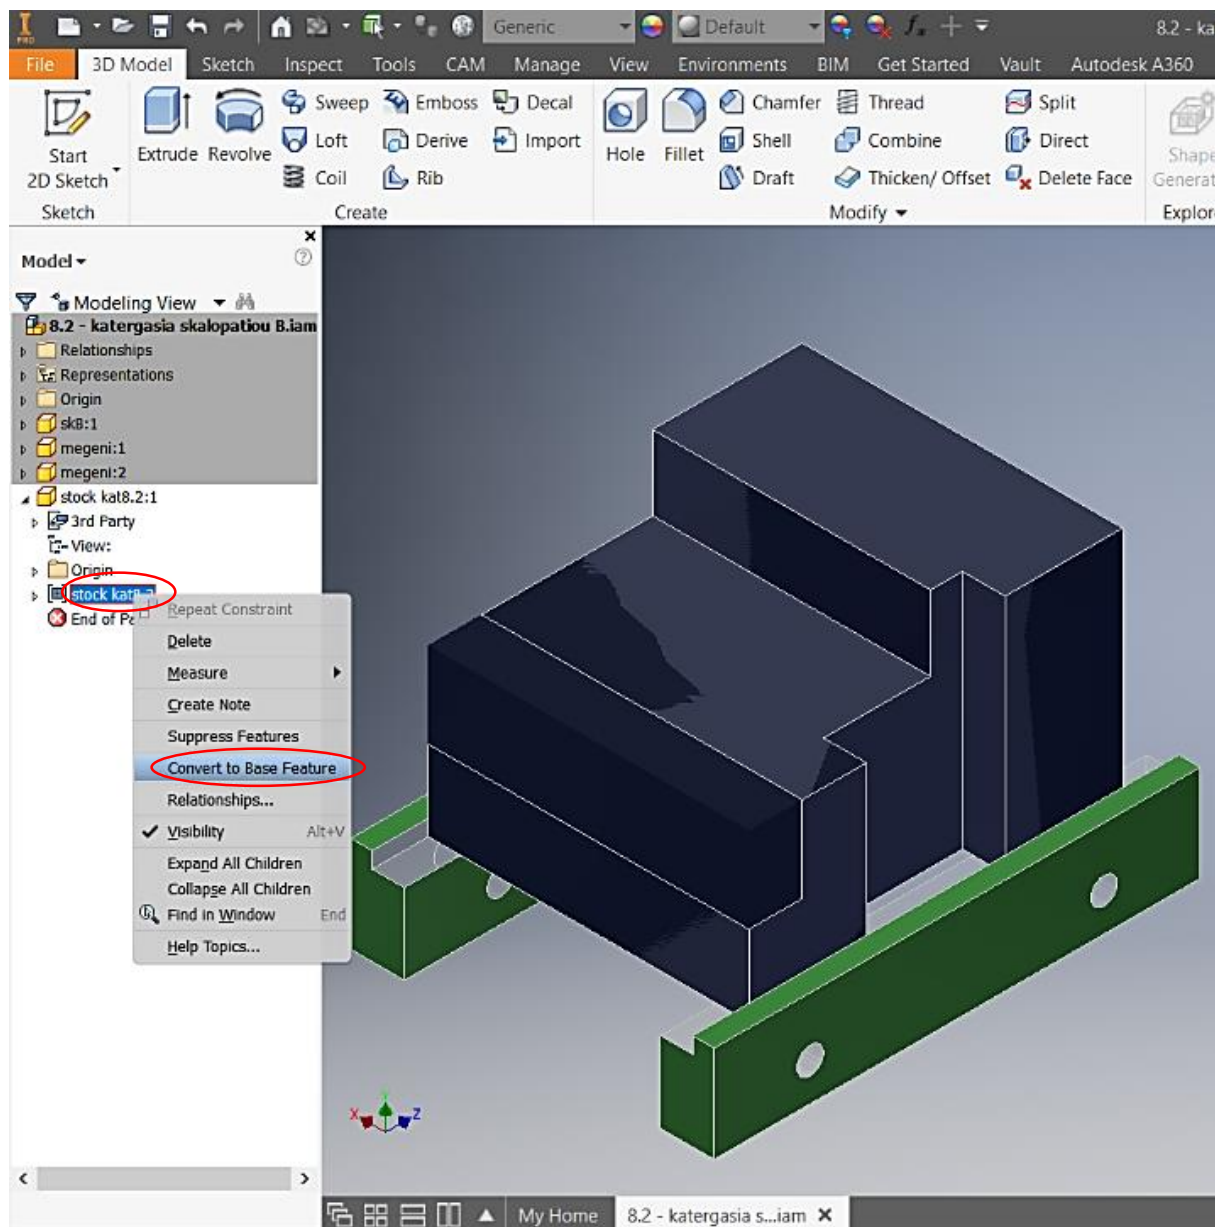 PRO
Generic
Default
8.2 - ka
File 3D Model Sketch Inspect Tools CAM Manage View Environments BIM Get Started Vault Autodesk A360
Start
2D Sketch
Extrude
Revolve
Sweep
Emboss
Decal
Loft
Derive
Import
Coil
Rib
Hole
Fillet
Chamfer
Thread
Split
Shell
Combine
Direct
Draft
Thicken/ Offset
Delete Face
Shape
Generat
Sketch
Create
Modify
Explor
Model
Modeling View
8.2 - katergasia skalopatiou B.iam
Relationships
Representations
Origin
skB:1
megeni:1
megeni:2
stock kat8.2:1
3rd Party
View:
Origin
stock kat8.2
End of Pa
Repeat Constraint
Delete
Measure
Create Note
Suppress Features
Convert to Base Feature
Relationships...
Visibility Alt+V
Expand All Children
Collapse All Children
Find in Window End
Help Topics...
X
Y
Z
My Home
8.2 - katergasia s...iam